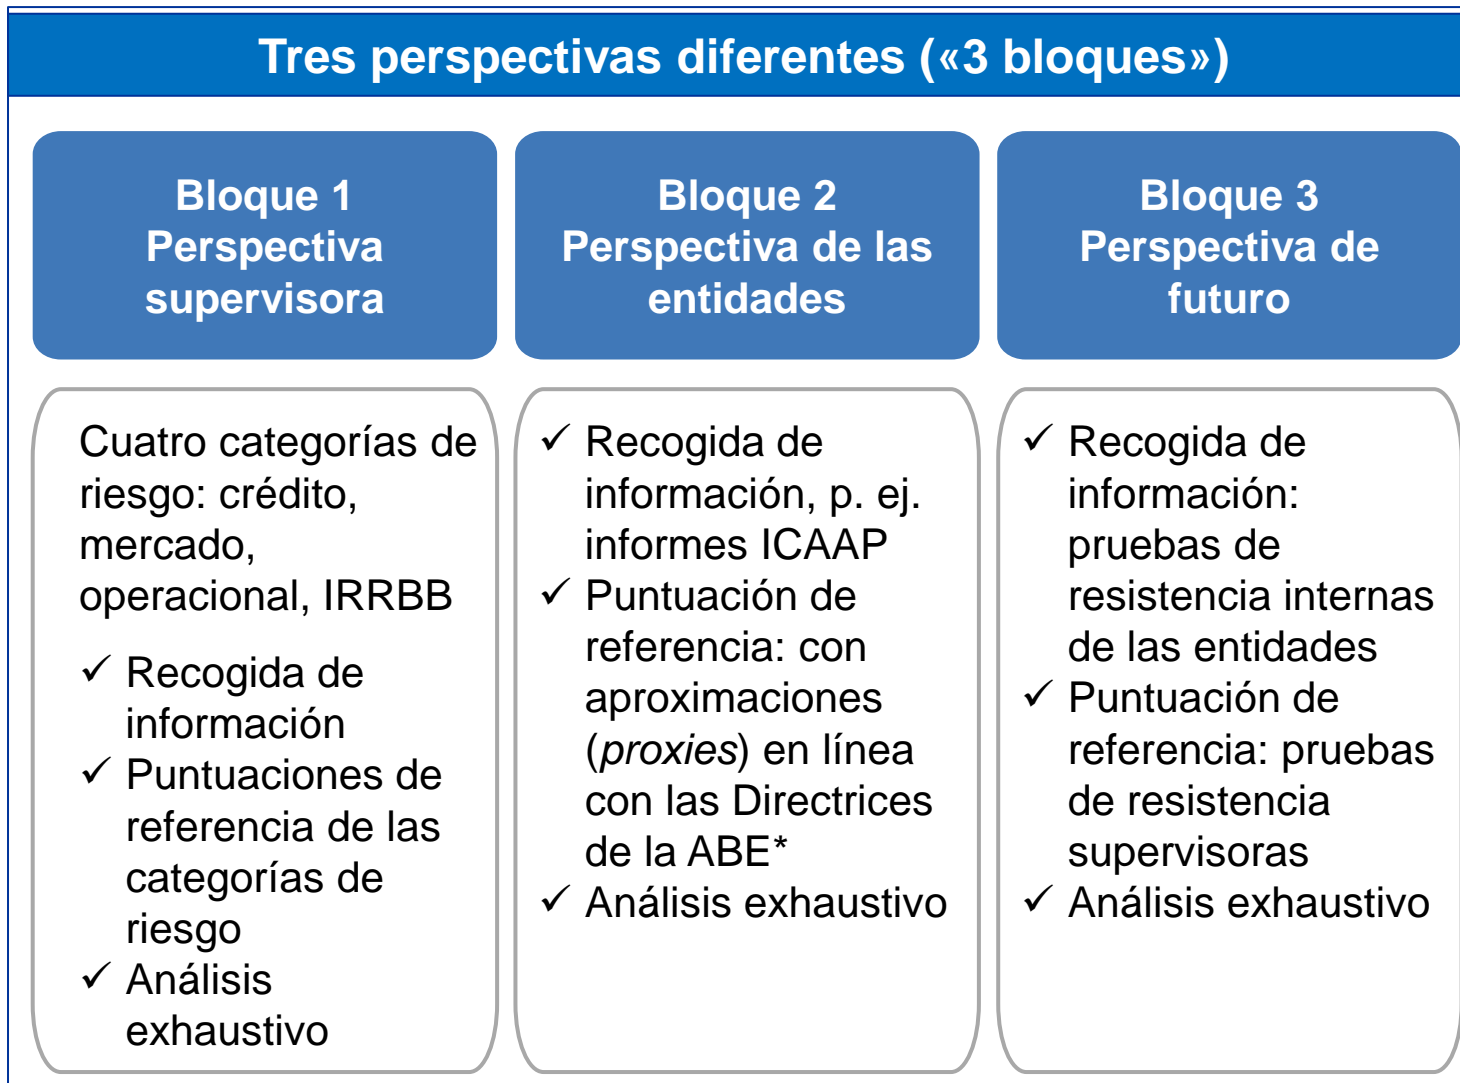 Tres perspectivas diferentes («3 bloques»)
Bloque 1
Perspectiva
supervisora
Bloque 2
Perspectiva de las
entidades
Bloque 3
Perspectiva de
futuro
Cuatro categorías de
riesgo: crédito,
mercado,
operacional, IRRBB
✓ Recogida de
información
✓ Puntuaciones de
referencia de las
categorías de
riesgo
✓ Análisis
exhaustivo
✓ Recogida de
información, p. ej.
informes ICAAP
✓ Puntuación de
referencia: con
aproximaciones
(proxies) en línea
con las Directrices
de la ABE*
✓ Análisis exhaustivo
✓ Recogida de
información:
pruebas de
resistencia internas
de las entidades
✓ Puntuación de
referencia: pruebas
de resistencia
supervisoras
✓ Análisis exhaustivo